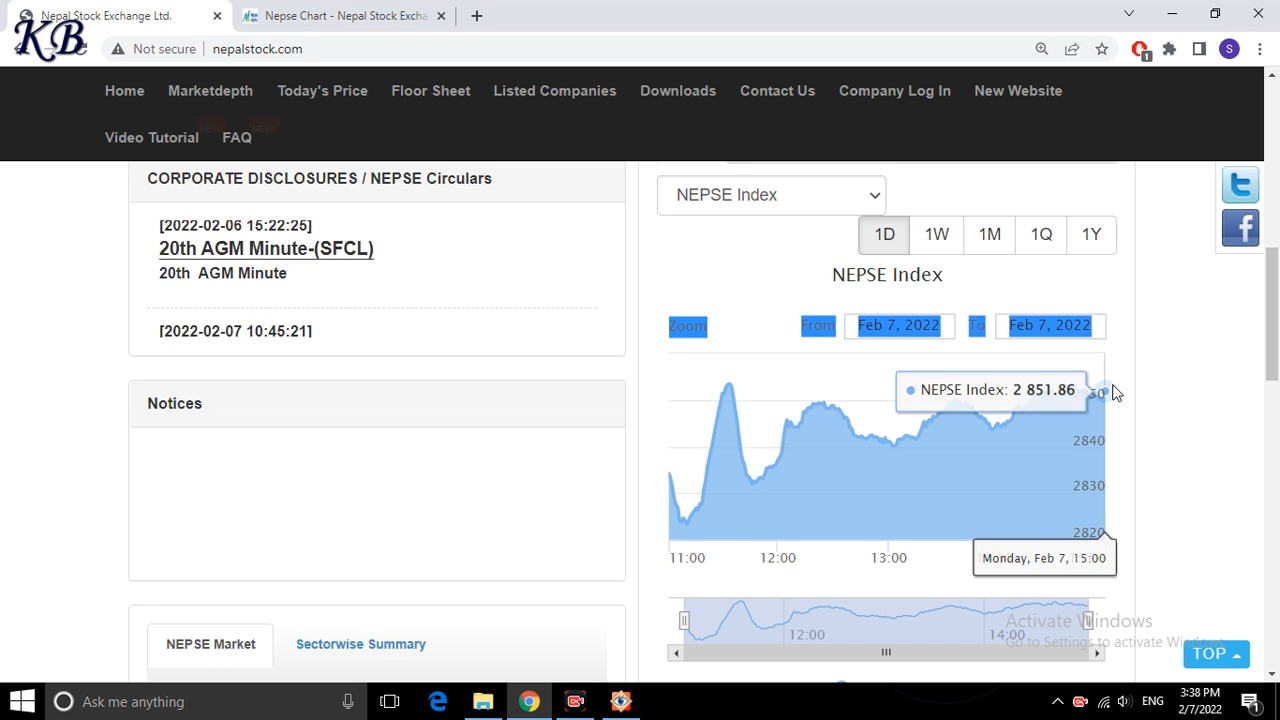 Nepal Stock Exchange Ltd.
Nepse Chart - Nepal Stock Excha
KB
Not secure
nepalstock.com
1
S
Home
Marketdepth
Today's Price
Floor Sheet
Listed Companies
Downloads
Contact Us
Company Log In
New Website
Video Tutorial
NEW
FAQ
NEW
CORPORATE DISCLOSURES / NEPSE Circulars
[2022-02-06 15:22:25]
20th AGM Minute-(SFCL)
20th AGM Minute
[2022-02-07 10:45:21]
Notices
NEPSE Market
Sectorwise Summary
NEPSE Index
1D
1W
1M
1Q
1Y
NEPSE Index
Zoom
From
Feb 7, 2022
To
Feb 7, 2022
NEPSE Index: 2 851.86
2840
2830
2820
11:00
12:00
13:00
Monday, Feb 7, 15:00
12:00
14:00
Activate Windows
TOP
Ask me anything
ENG
3:38 PM
2/7/2022
1